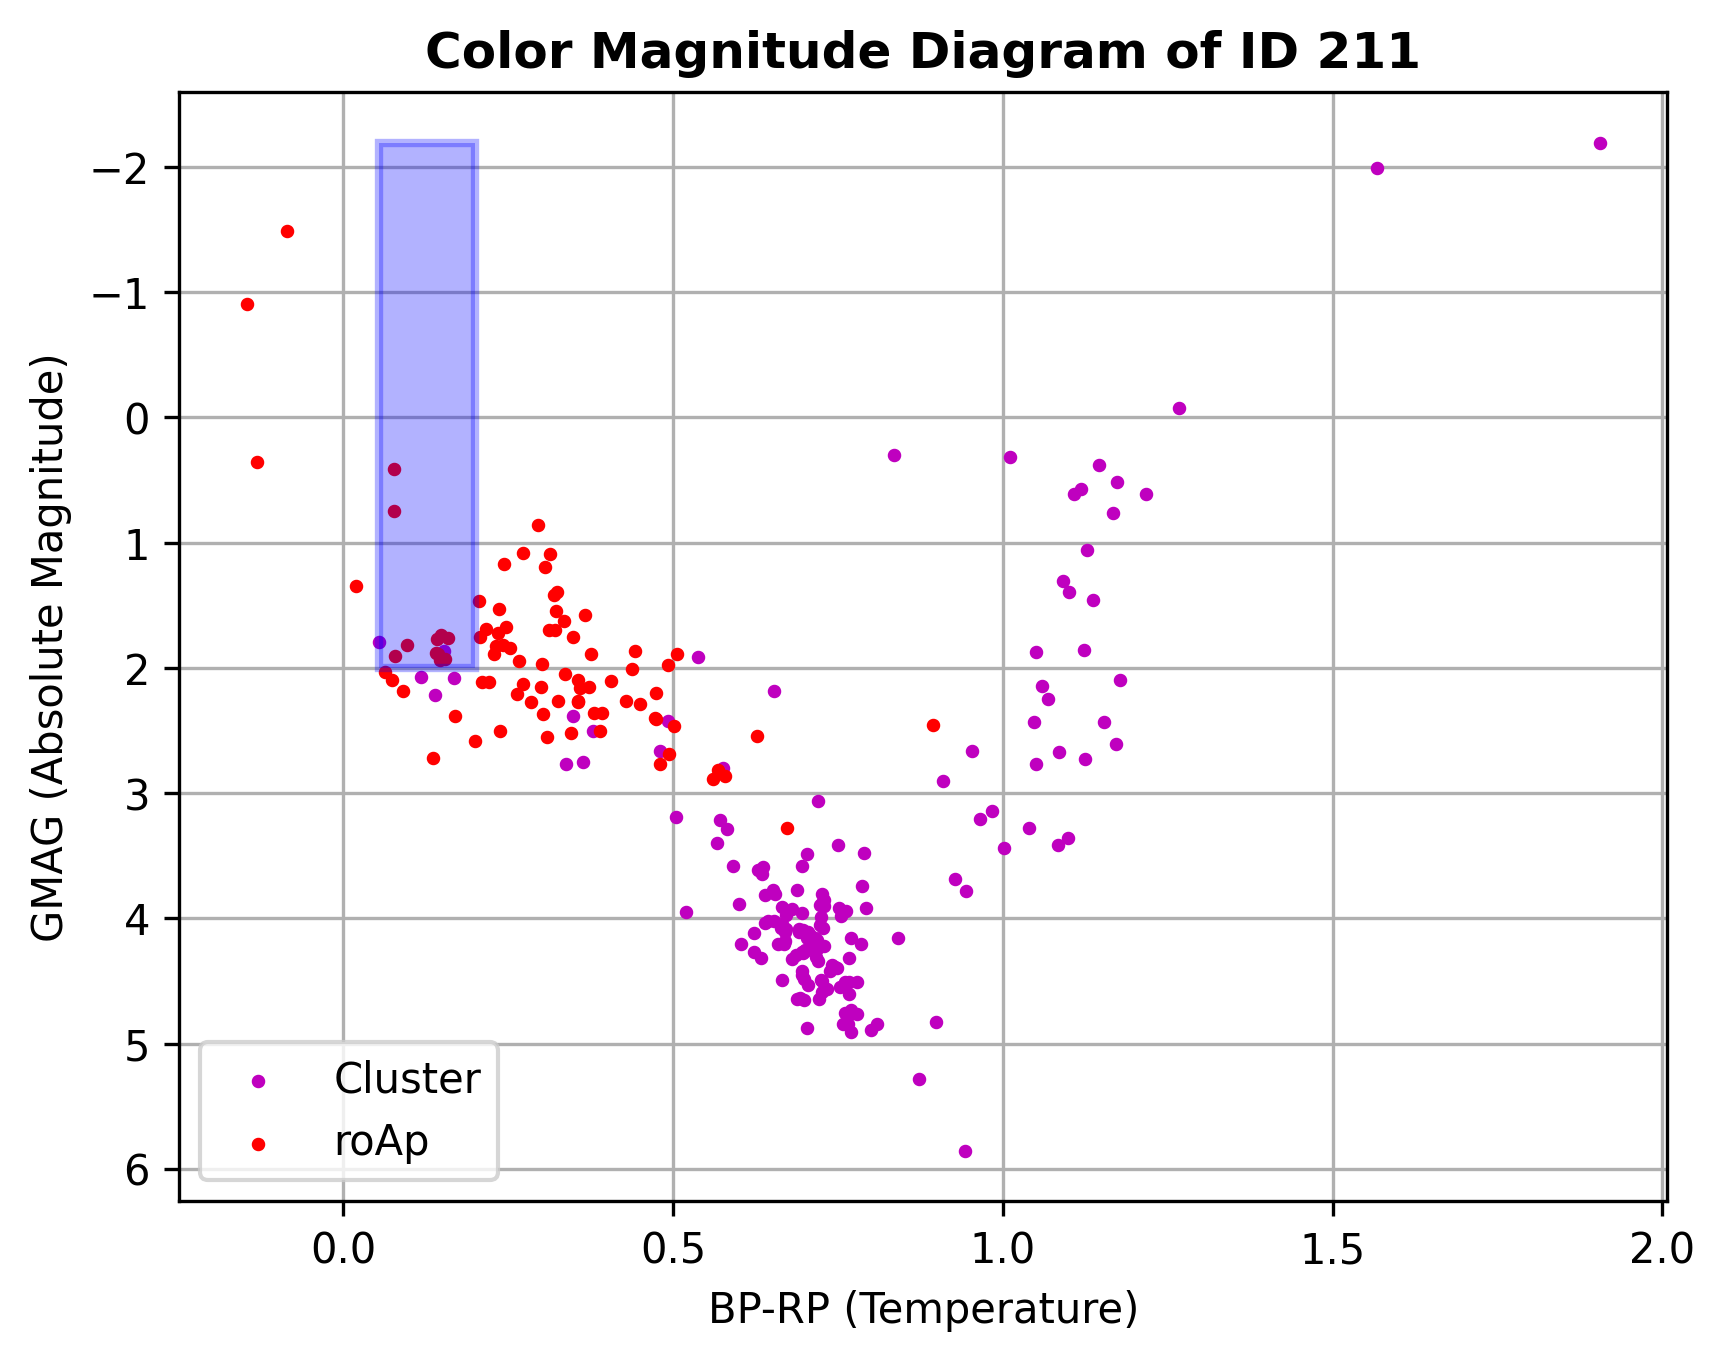 Color Magnitude Diagram of ID 211
GMAG (Absolute Magnitude)
−2
−1
0
1
2
3
4
5
6
Cluster
roAp
0.0 0.5 1.0 1.5 2.0
BP-RP (Temperature)